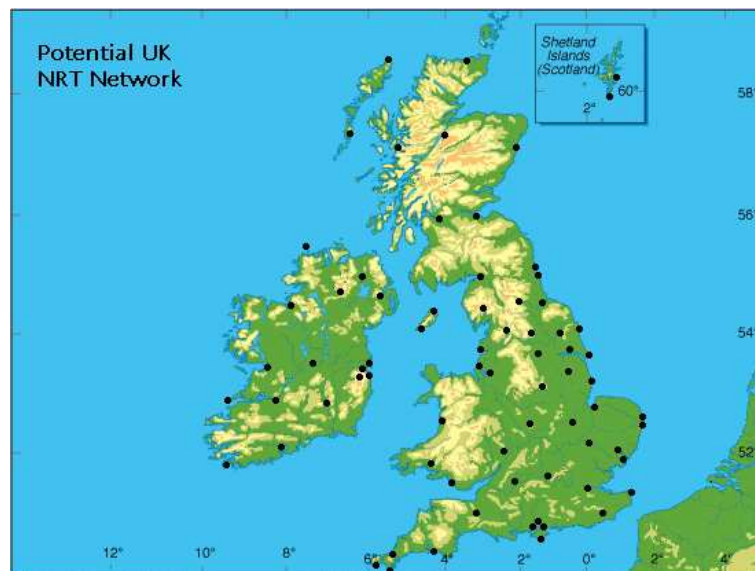 Potential UK
NRT Network
Shetland
Islands
(Scotland)
60°
2°
58°
56°
54°
52°
12° 10° 8° 6° 4° 2° 0° 2° 4°